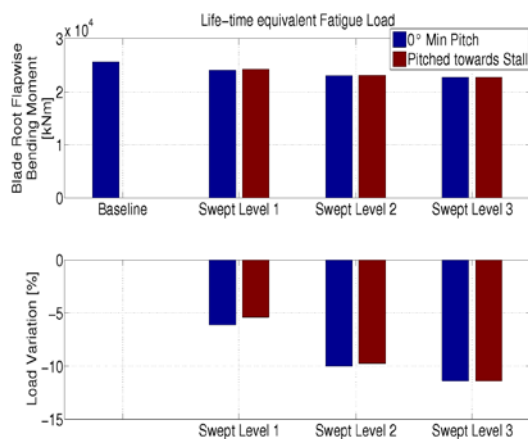 Life-time equivalent Fatigue Load
3 x 10⁴
0° Min Pitch
Pitched towards Stall
Blade Root Flapwise
Bending Moment
[kNm]
2
1
0
Baseline Swept Level 1 Swept Level 2 Swept Level 3
Load Variation [%]
0
−5
−10
−15
Swept Level 1 Swept Level 2 Swept Level 3